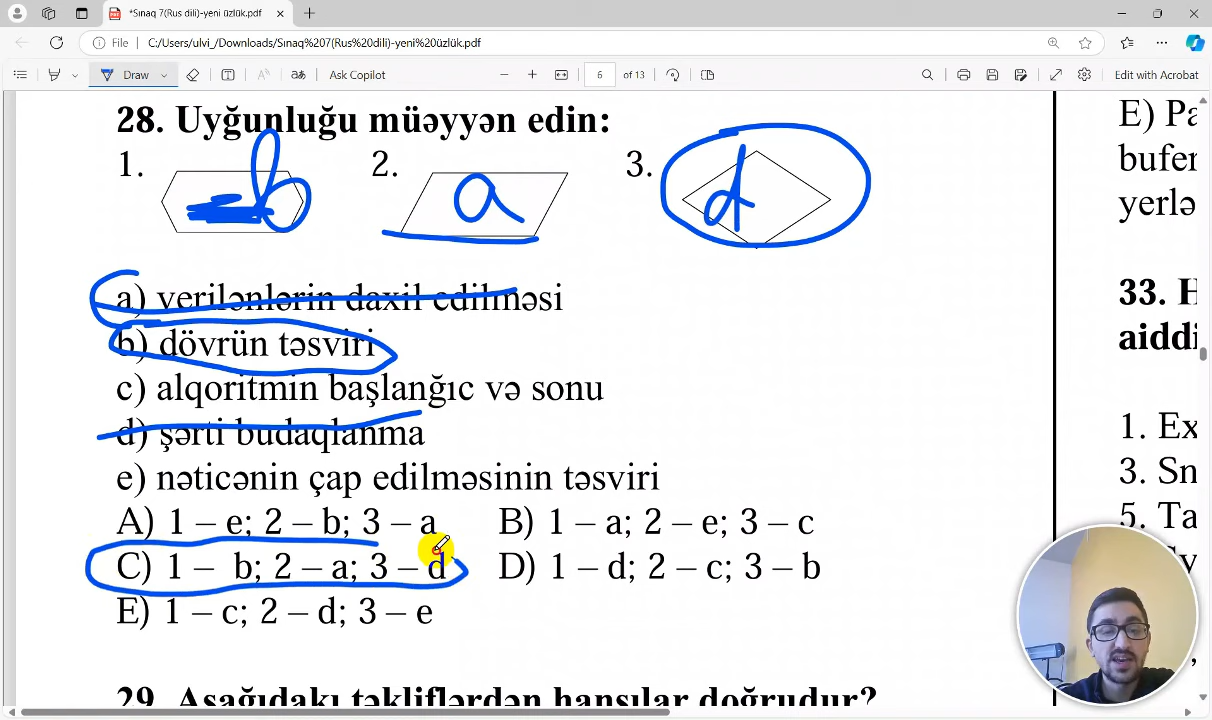 *Sınaq 7(Rus dili)-yeni üzlük.pdf
File C:/Users/ulvi_/Downloads/Sınaq%207(Rus%20dili)-yeni%20üzlük.pdf
Draw Ask Copilot 6 of 13 Edit with Acrobat
28. Uyğunluğu müəyyən edin:
1. 2. 3.
b a d
a) verilənlərin daxil edilməsi
b) dövrün təsviri
c) alqoritmin başlanğıc və sonu
d) şərti budaqlanma
e) nəticənin çap edilməsinin təsviri
A) 1 – e; 2 – b; 3 – a B) 1 – a; 2 – e; 3 – c
C) 1 – b; 2 – a; 3 – d D) 1 – d; 2 – c; 3 – b
E) 1 – c; 2 – d; 3 – e
29. Aşağıdakı təkliflərdən hansılar doğrudur?
E) Pa
bufer
yerlə
33. H
aiddi
1. Ex
3. Sn
5. Ta